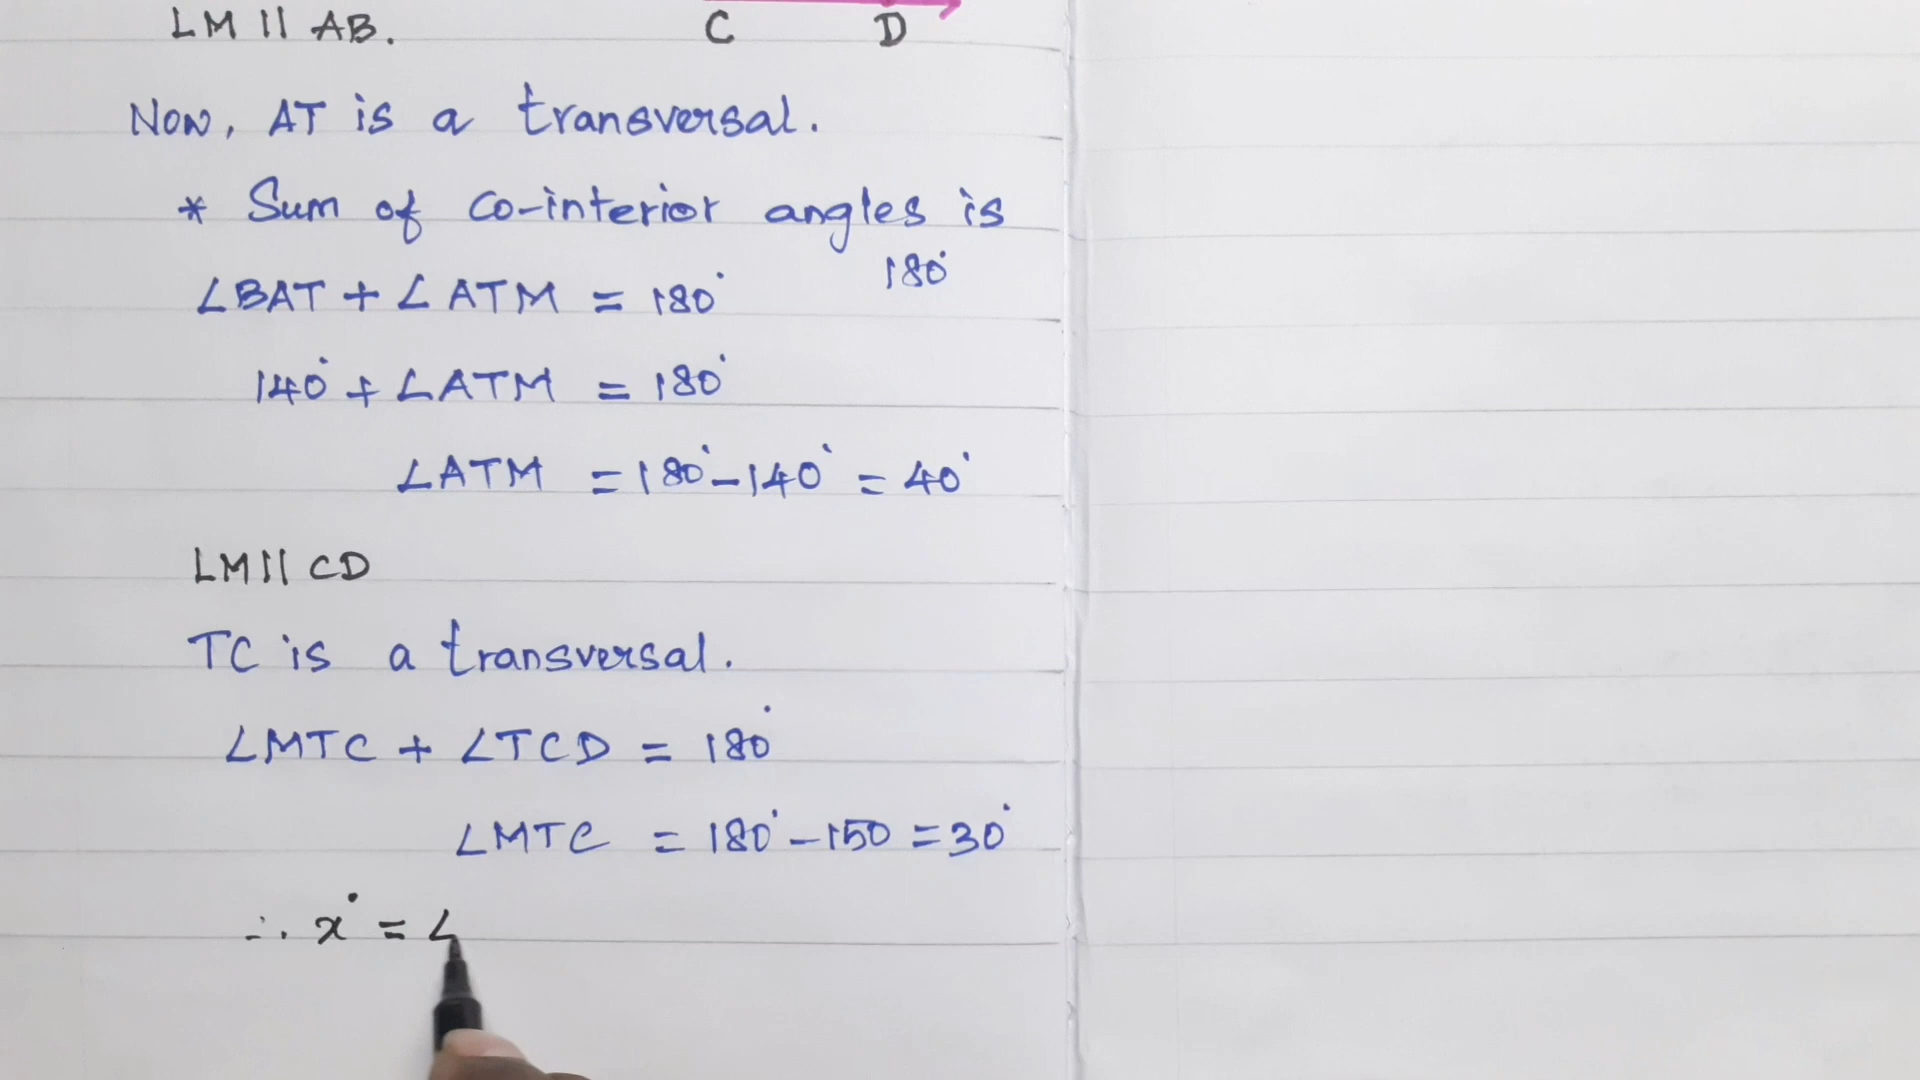 LM || AB.
C D
Now, AT is a transversal.
* Sum of co-interior angles is
180°
∠BAT + ∠ATM = 180°
140° + ∠ATM = 180°
∠ATM = 180° - 140° = 40°
LM || CD
TC is a transversal.
∠MTC + ∠TCD = 180°
∠MTC = 180° - 150 = 30°
∴ x° = ∠